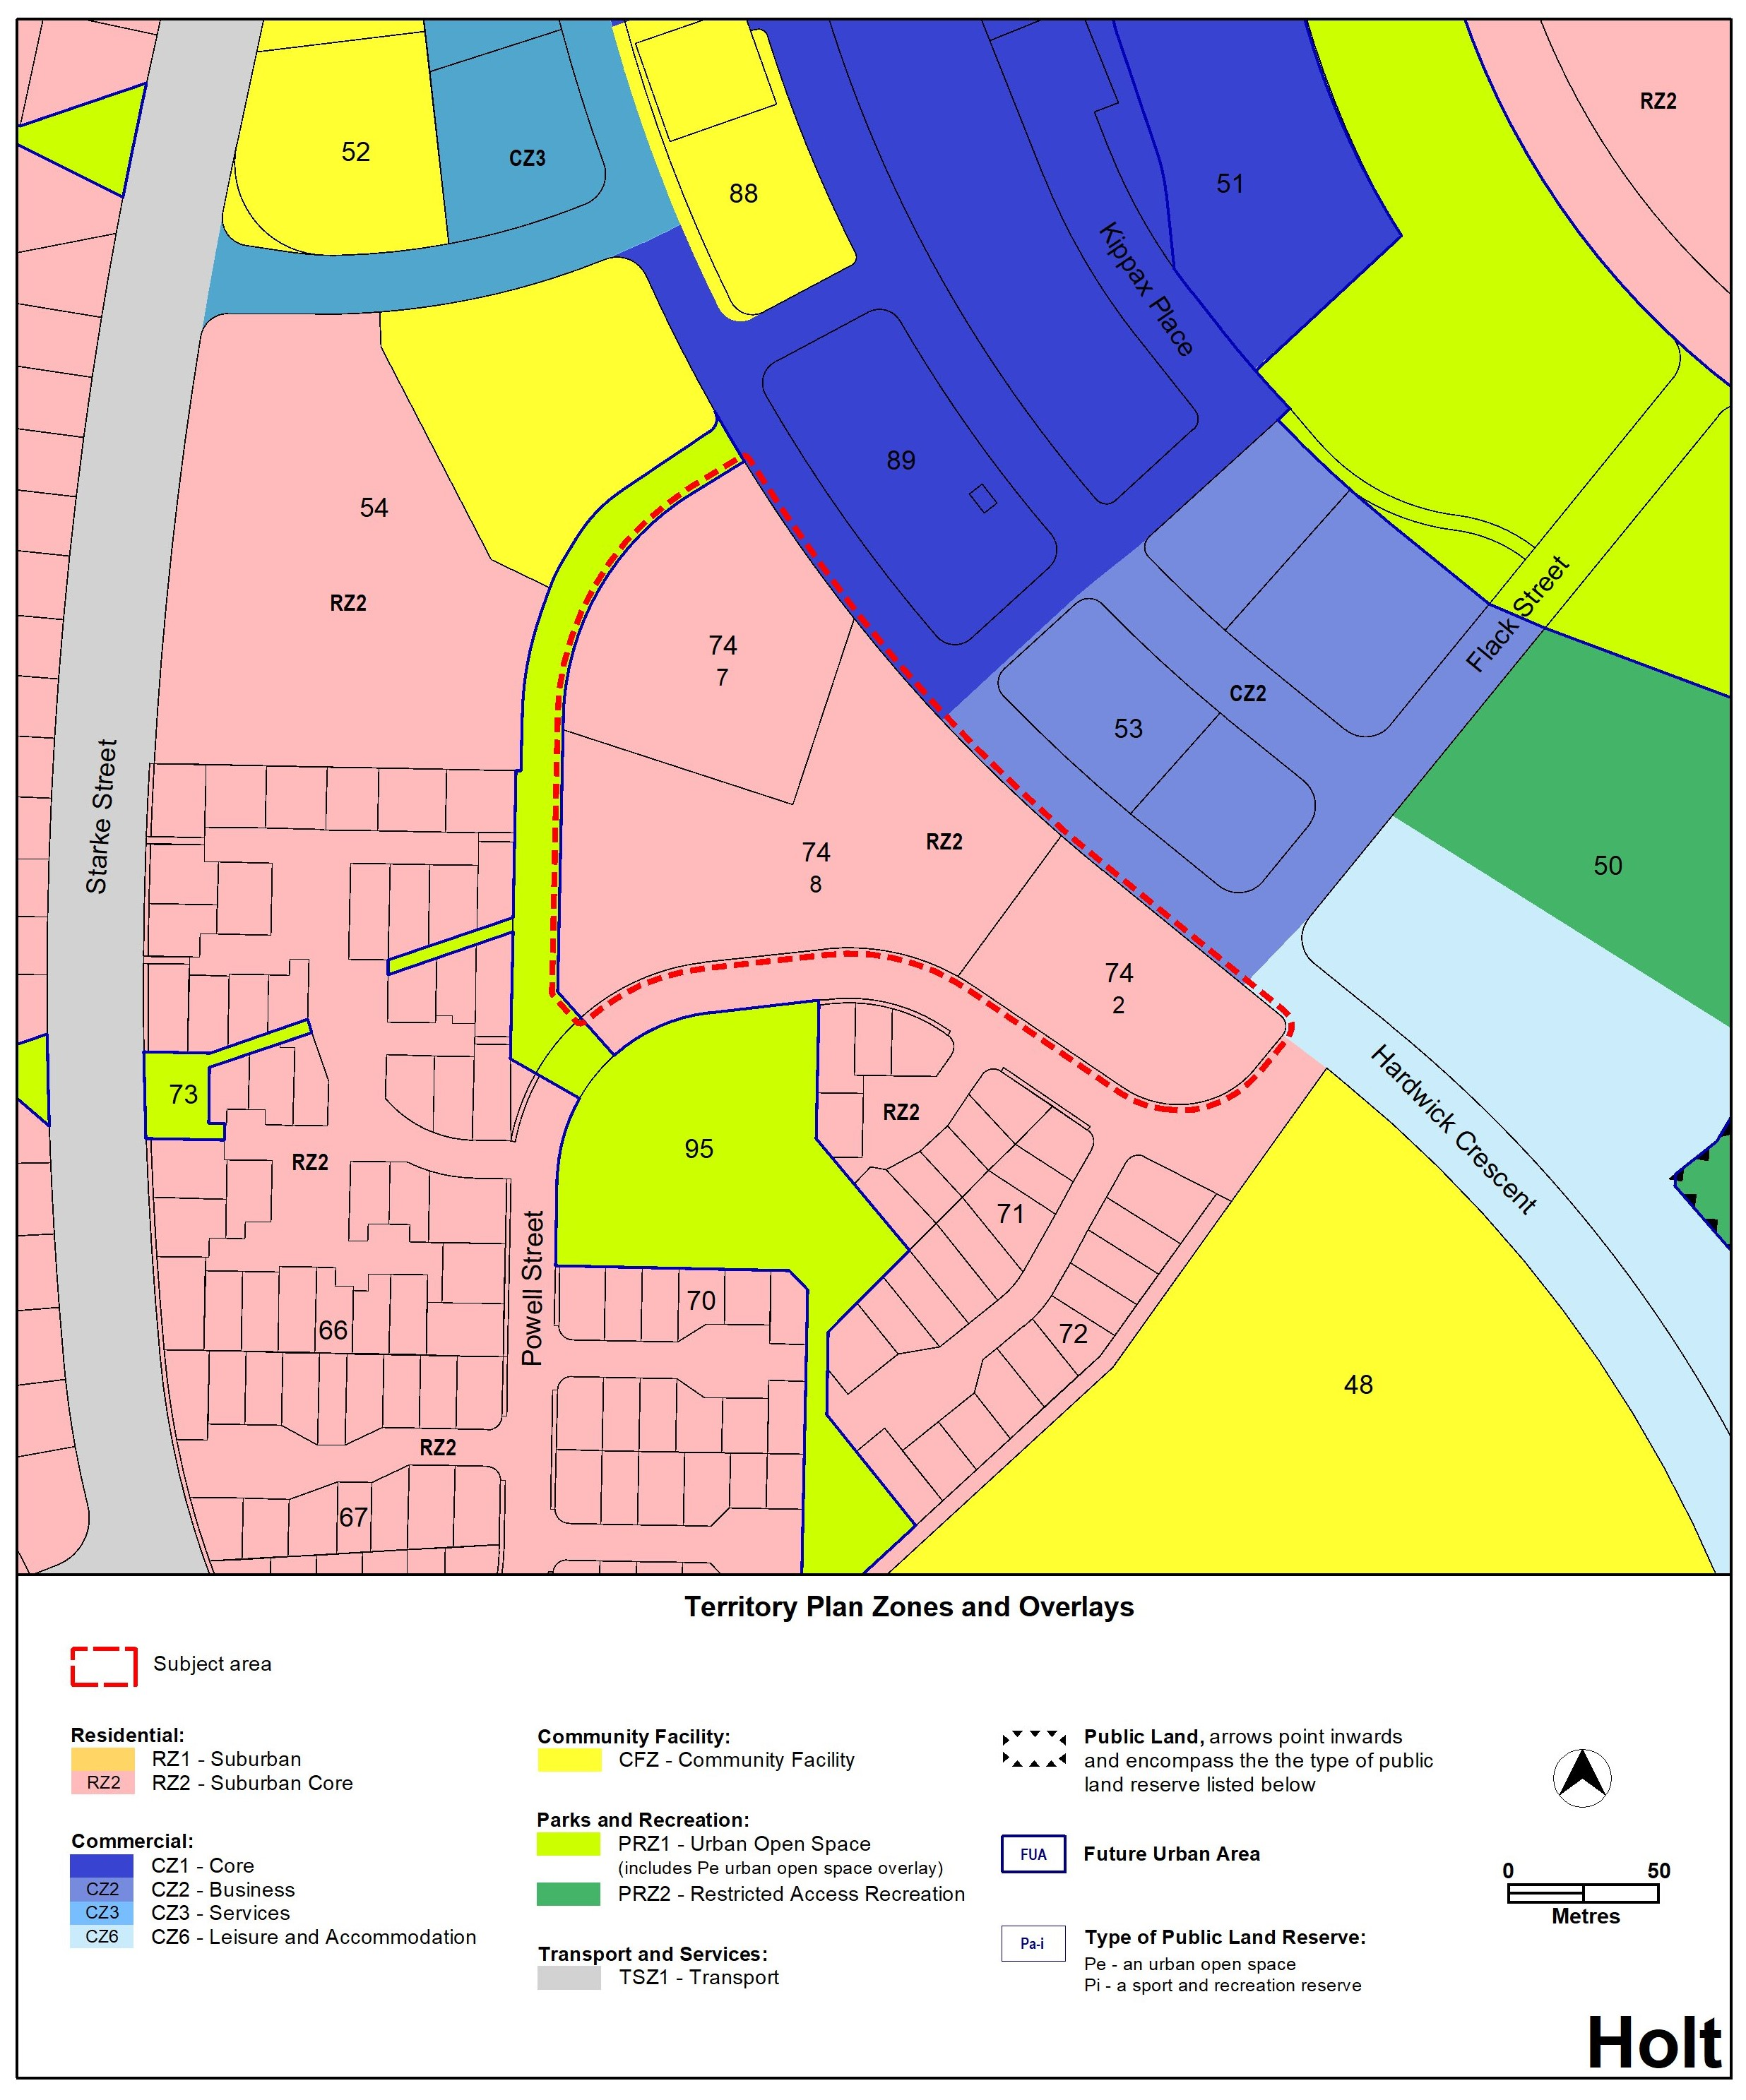 RZ2
52
CZ3
88
51
Kippax Place
89
54
RZ2
74
7
Flack Street
CZ2
53
Starke Street
74
8
RZ2
50
74
2
Hardwick Crescent
73
95
RZ2
RZ2
71
Powell Street
70
66
72
48
RZ2
67
Territory Plan Zones and Overlays
Subject area
Residential:
RZ1 - Suburban
RZ2 RZ2 - Suburban Core
Commercial:
CZ1 - Core
CZ2 CZ2 - Business
CZ3 CZ3 - Services
CZ6 CZ6 - Leisure and Accommodation
Community Facility:
CFZ - Community Facility
Parks and Recreation:
PRZ1 - Urban Open Space
(includes Pe urban open space overlay)
PRZ2 - Restricted Access Recreation
Transport and Services:
TSZ1 - Transport
Public Land, arrows point inwards
and encompass the the type of public
land reserve listed below
FUA Future Urban Area
Pa-i Type of Public Land Reserve:
Pe - an urban open space
Pi - a sport and recreation reserve
0 50
Metres
Holt